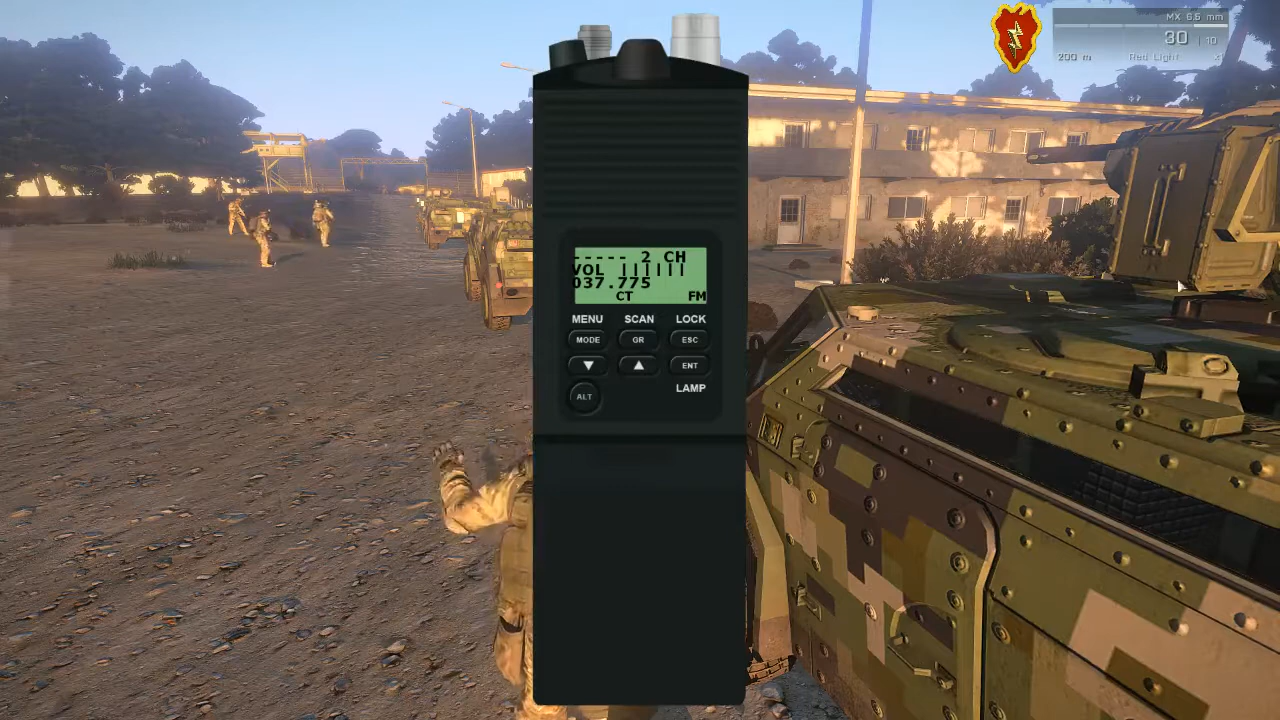 MX 6.5 mm
30 | 10
200 m Red Light
----- 2 CH
VOL ||||||
037.775
CT FM
MENU SCAN LOCK
MODE GR ESC
▼ ▲ ENT
LAMP
ALT